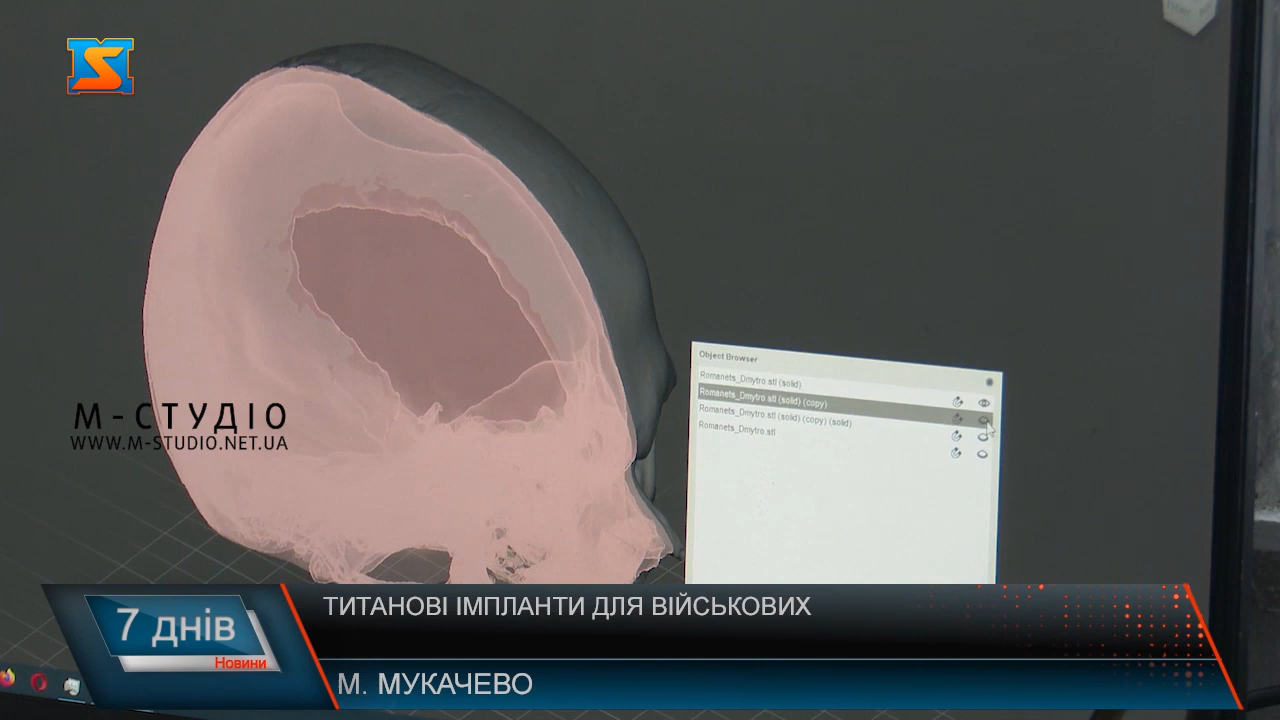 Object Browser
Romanets_Dmytro.stl (solid)
Romanets_Dmytro.stl (solid) (copy)
Romanets_Dmytro.stl (solid) (copy) (solid)
Romanets_Dmytro.stl
М-СТУДІО
WWW.M-STUDIO.NET.UA
7 днів
Новини
ТИТАНОВІ ІМПЛАНТИ ДЛЯ ВІЙСЬКОВИХ
М. МУКАЧЕВО